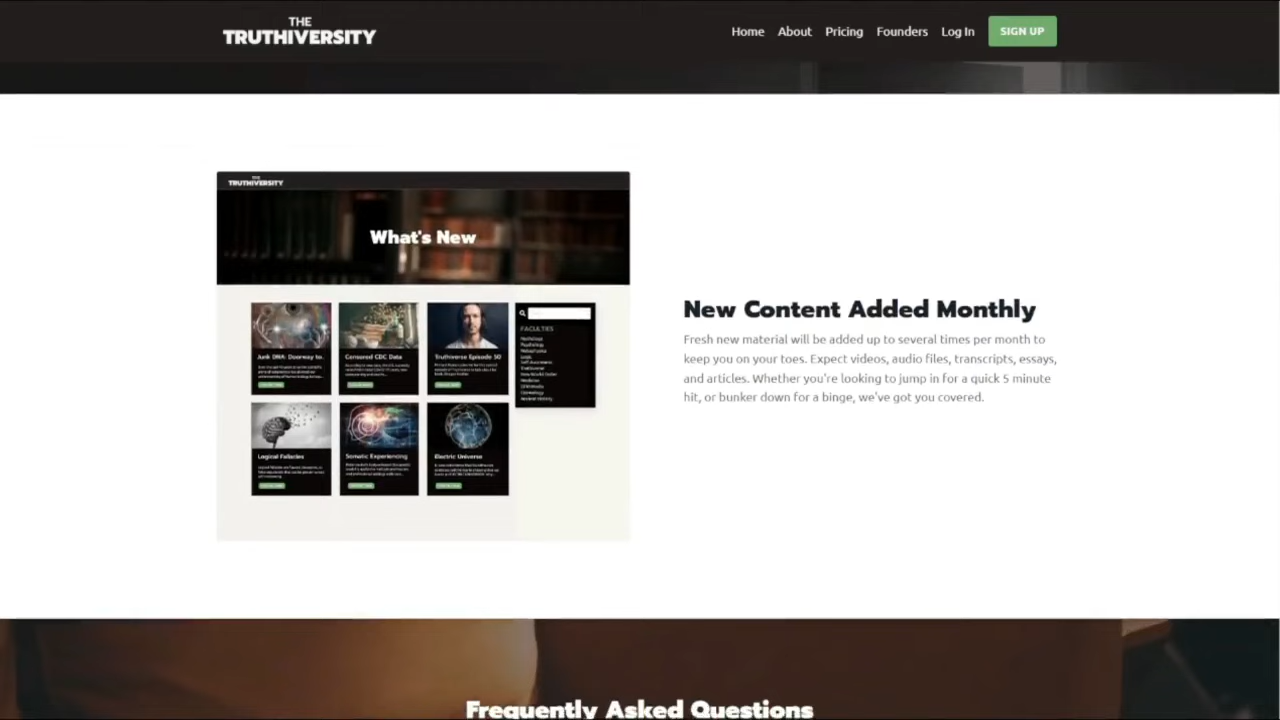 THE
TRUTHIVERSITY
Home About Pricing Founders Log In SIGN UP
THE
TRUTHIVERSITY
What's New
Junk DNA: Doorway to.
Censored CDC Data
Truthiverse Episode 50
FACULTIES
Logical Fallacies
Somatic Experiencing
Electric Universe
New Content Added Monthly
Fresh new material will be added up to several times per month to
keep you on your toes. Expect videos, audio files, transcripts, essays,
and articles. Whether you're looking to jump in for a quick 5 minute
hit, or bunker down for a binge, we've got you covered.
Frequently Asked Questions